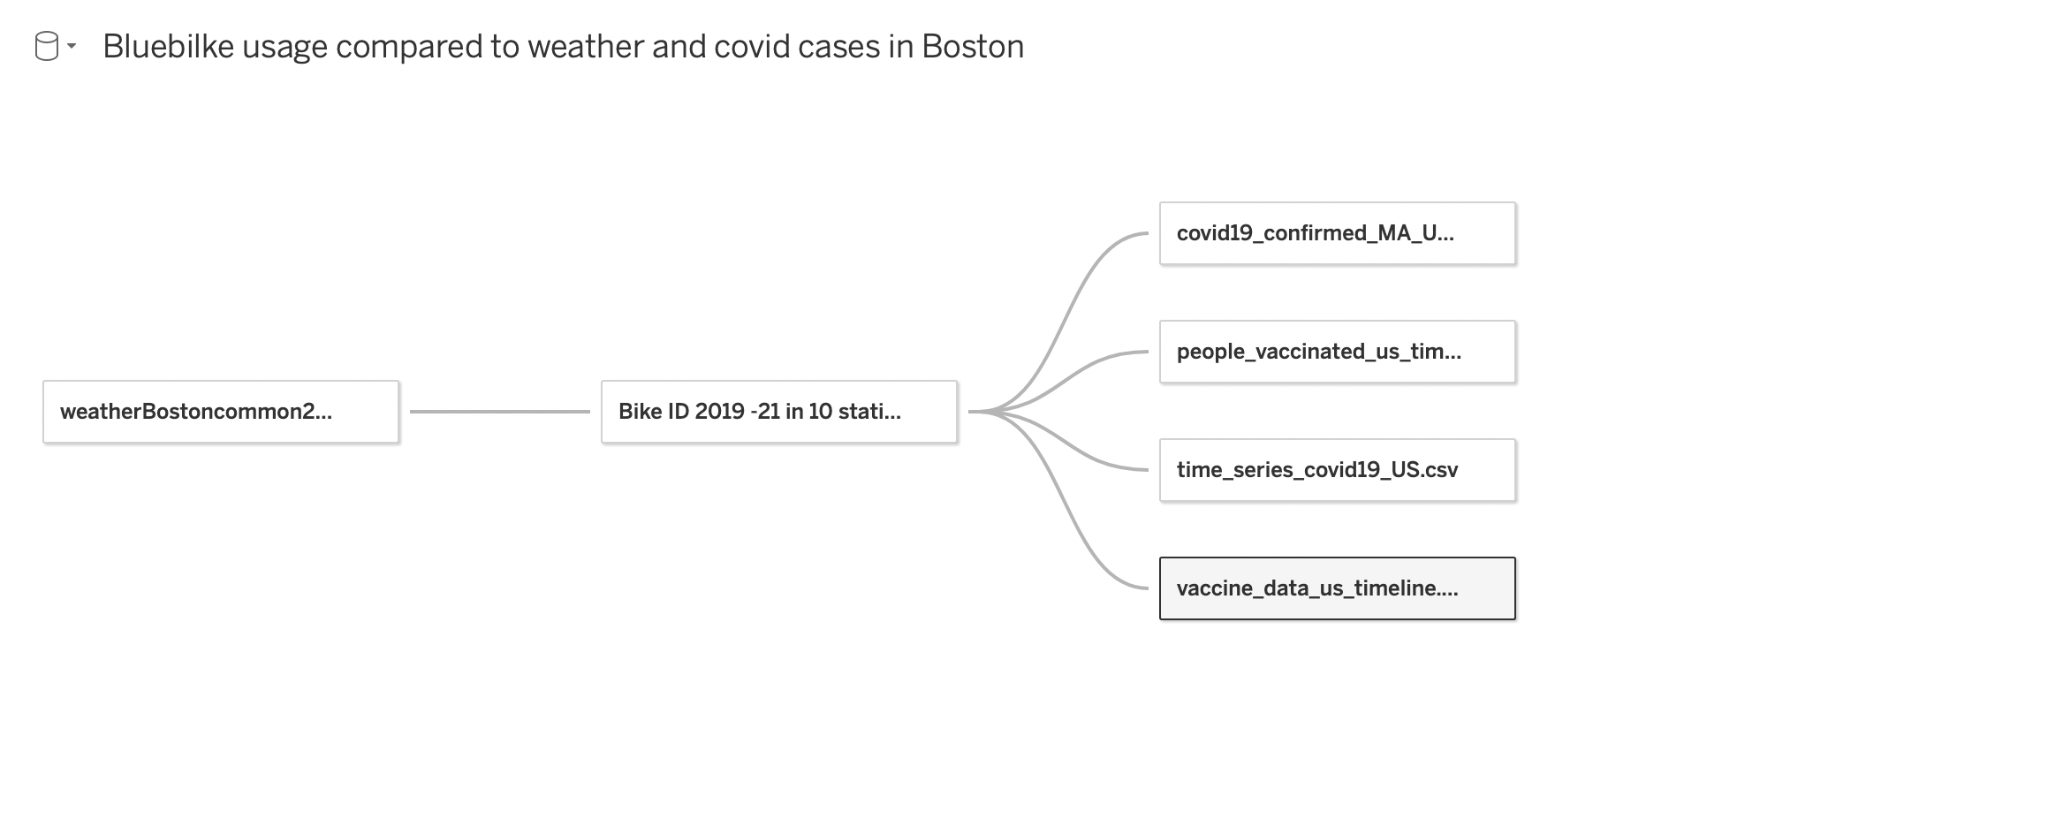 Bluebilke usage compared to weather and covid cases in Boston
covid19_confirmed_MA_U...
people_vaccinated_us_tim...
weatherBostoncommon2...
Bike ID 2019 -21 in 10 stati...
time_series_covid19_US.csv
vaccine_data_us_timeline....